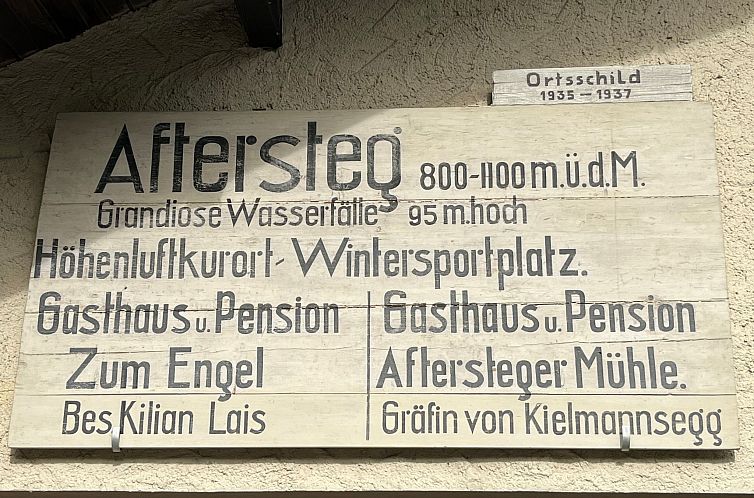 Ortsschild
1935 – 1937
Aftersteg 800-1100 m.ü.d.M.
Grandiose Wasserfälle 95 m.hoch
Höhenluftkurort- Wintersportplatz.
Gasthaus u. Pension
Zum Engel
Bes Kilian Lais
Gasthaus u. Pension
Aftersteger Mühle.
Gräfin von Kielmannsegg